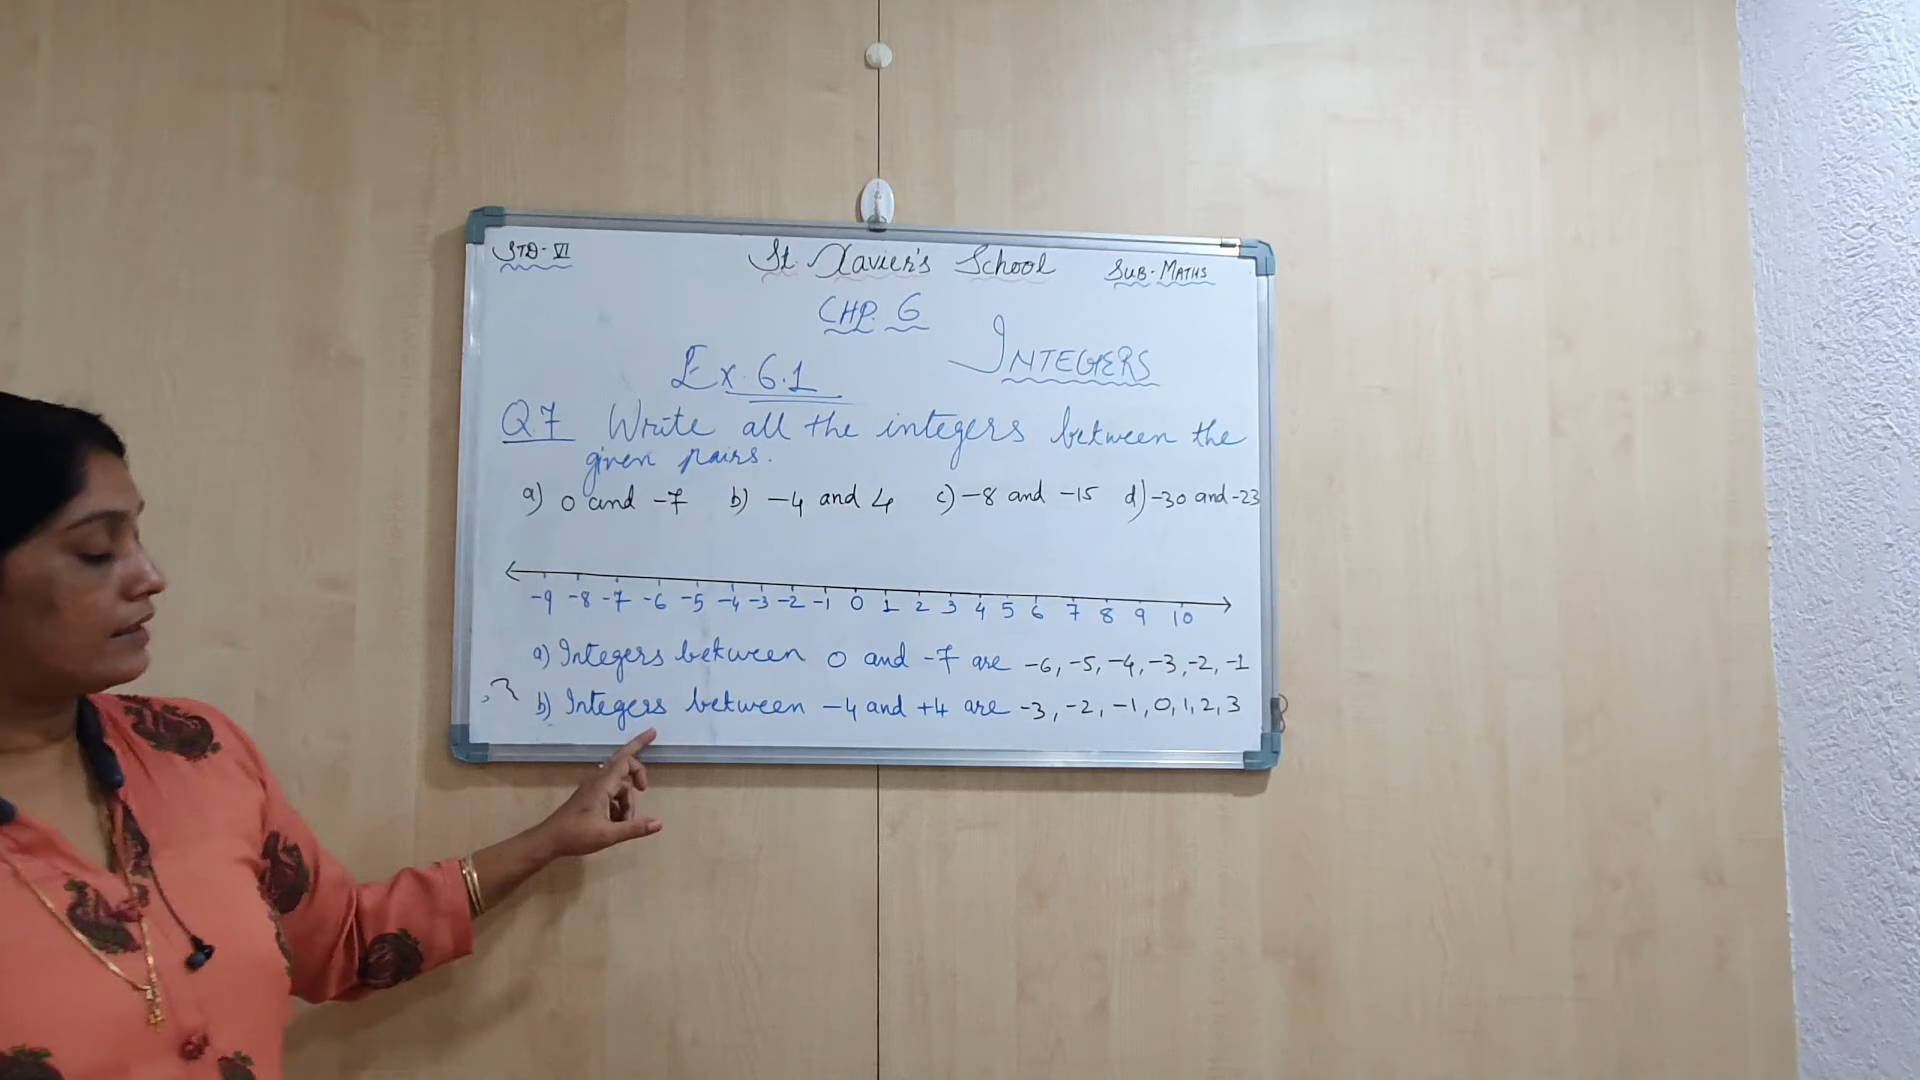 STD-VI St Xavier's School SUB-MATHS
CHP. 6
INTEGERS
Ex. 6.1
Q.7 Write all the integers between the
given pairs.
a) 0 and -7 b) -4 and 4 c) -8 and -15 d) -30 and -23
-9 -8 -7 -6 -5 -4 -3 -2 -1 0 1 2 3 4 5 6 7 8 9 10
a) Integers between 0 and -7 are -6, -5, -4, -3, -2, -1
b) Integers between -4 and +4 are -3, -2, -1, 0, 1, 2, 3